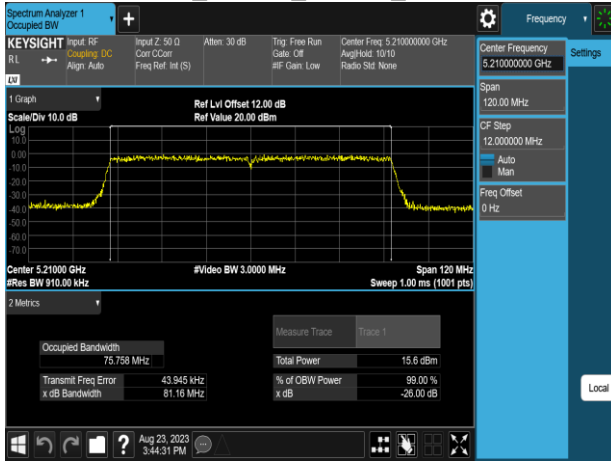 Spectrum Analyzer 1
Occupied BW
Frequency
KEYSIGHT
RL
Input: RF
Coupling: DC
Align: Auto
Input Z: 50 Ω
Corr CCorr
Freq Ref: Int (S)
Atten: 30 dB
Trig: Free Run
Gate: Off
#IF Gain: Low
Center Freq: 5.210000000 GHz
Avg|Hold: 10/10
Radio Std: None
LXI
Center Frequency
5.210000000 GHz
Settings
Span
120.00 MHz
CF Step
12.000000 MHz
Auto
Man
Freq Offset
0 Hz
1 Graph
Scale/Div 10.0 dB
Ref Lvl Offset 12.00 dB
Ref Value 20.00 dBm
Log
10.0
0.00
-10.0
-20.0
-30.0
-40.0
-50.0
-60.0
-70.0
Center 5.21000 GHz
#Res BW 910.00 kHz
#Video BW 3.0000 MHz
Span 120 MHz
Sweep 1.00 ms (1001 pts)
2 Metrics
Measure Trace
Trace 1
Occupied Bandwidth
75.758 MHz
Total Power
15.6 dBm
Transmit Freq Error
43.945 kHz
% of OBW Power
99.00 %
x dB Bandwidth
81.16 MHz
x dB
-26.00 dB
Local
Aug 23, 2023
3:44:31 PM